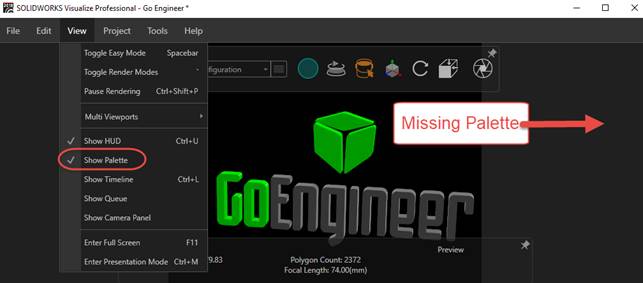 SOLIDWORKS Visualize Professional - Go Engineer *
File Edit View Project Tools Help
Toggle Easy Mode Spacebar
Toggle Render Modes
Pause Rendering Ctrl+Shift+P
Multi Viewports
Show HUD Ctrl+U
Show Palette
Show Timeline Ctrl+L
Show Queue
Show Camera Panel
Enter Full Screen F11
Enter Presentation Mode Ctrl+M
figuration
Missing Palette
GoEngineer
Preview
79.83 Polygon Count: 2372
Focal Length: 74.00(mm)